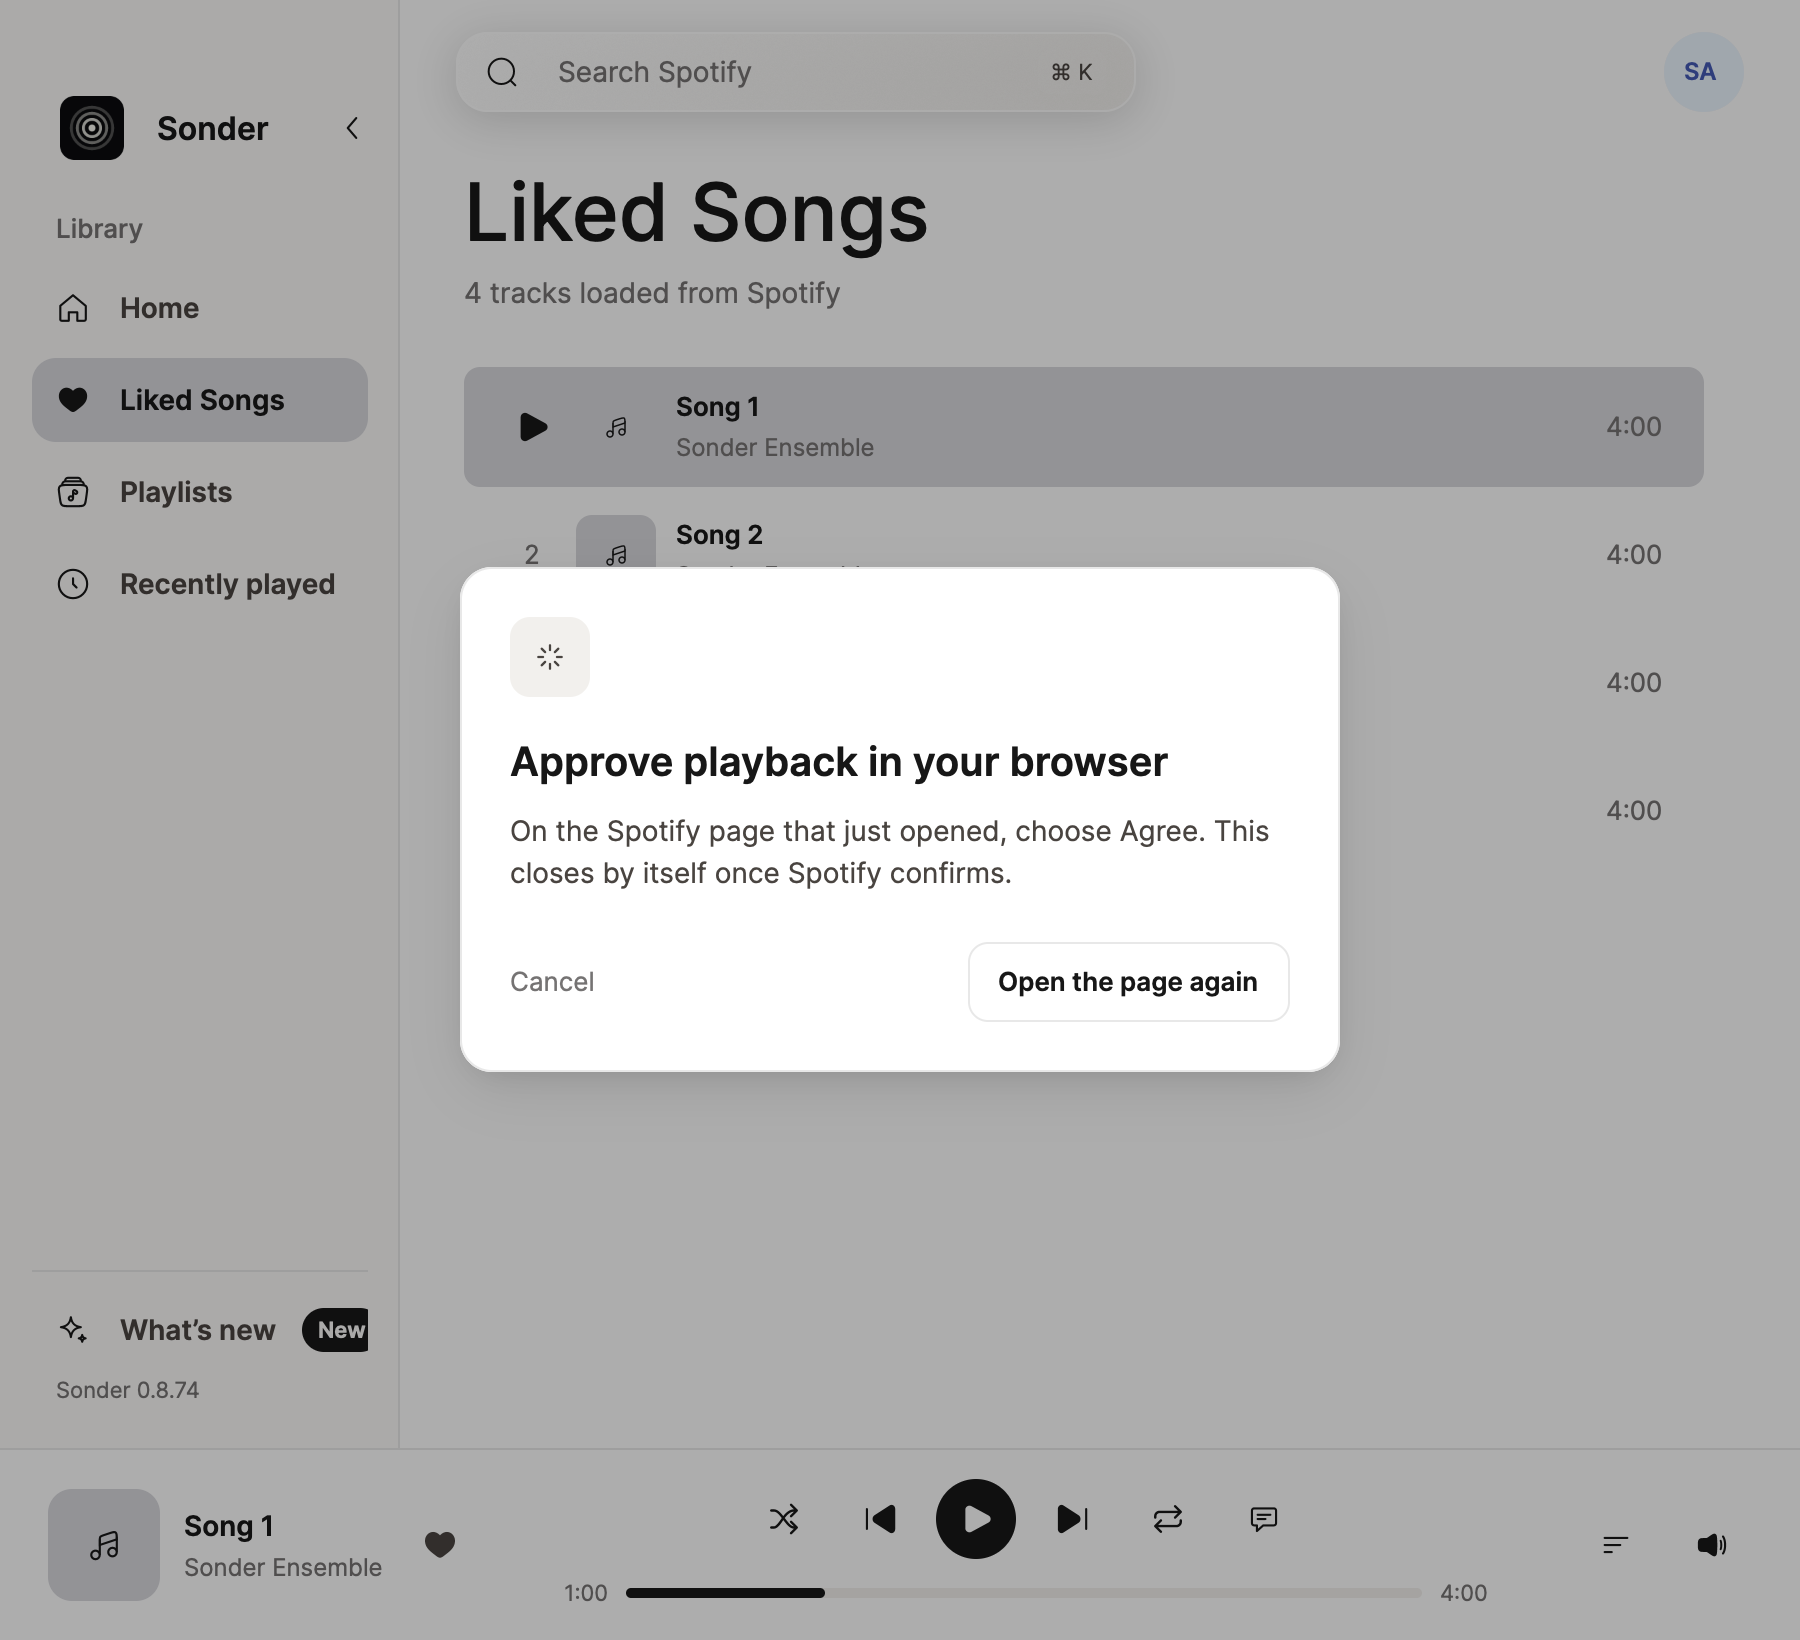 Search Spotify
⌘ K
SA
Sonder
Library
Home
Liked Songs
Playlists
Recently played
Liked Songs
4 tracks loaded from Spotify
Song 1
Sonder Ensemble
4:00
2
Song 2
4:00
4:00
4:00
Approve playback in your browser
On the Spotify page that just opened, choose Agree. This
closes by itself once Spotify confirms.
Cancel
Open the page again
What’s new
New
Sonder 0.8.74
Song 1
Sonder Ensemble
1:00
4:00